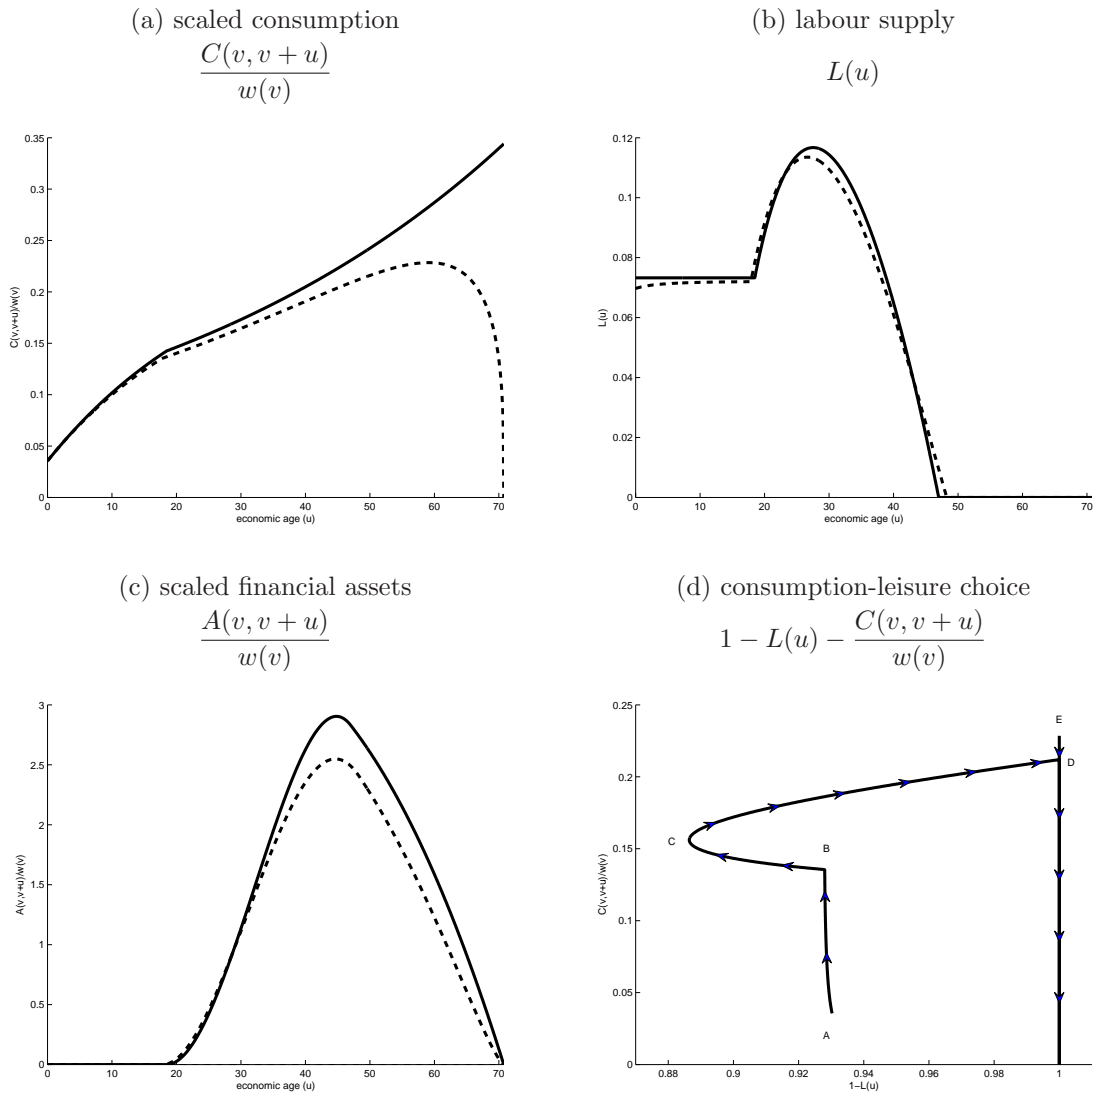 (a) scaled consumption
C(v, v + u)
w(v)
0.35
0.3
0.25
0.2
0.15
0.1
0.05
0
C(v,v+u)/w(v)
0 10 20 30 40 50 60 70
economic age (u)
(b) labour supply
L(u)
0.12
0.1
0.08
0.06
0.04
0.02
0
L(u)
0 10 20 30 40 50 60 70
economic age (u)
(c) scaled financial assets
A(v, v + u)
w(v)
3
2.5
2
1.5
1
0.5
0
A(v,v+u)/w(v)
0 10 20 30 40 50 60 70
economic age (u)
(d) consumption-leisure choice
1 − L(u) − C(v, v + u)
w(v)
0.25
0.2
0.15
0.1
0.05
0
C(v,v+u)/w(v)
E
D
C
B
A
0.88 0.9 0.92 0.94 0.96 0.98 1
1−L(u)